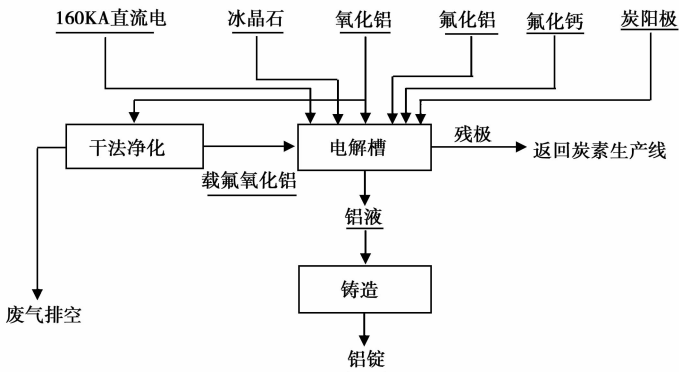 160KA直流电
冰晶石
氧化铝
氟化铝
氟化钙
炭阳极
干法净化
电解槽
残极
返回炭素生产线
载氟氧化铝
铝液
铸造
废气排空
铝锭